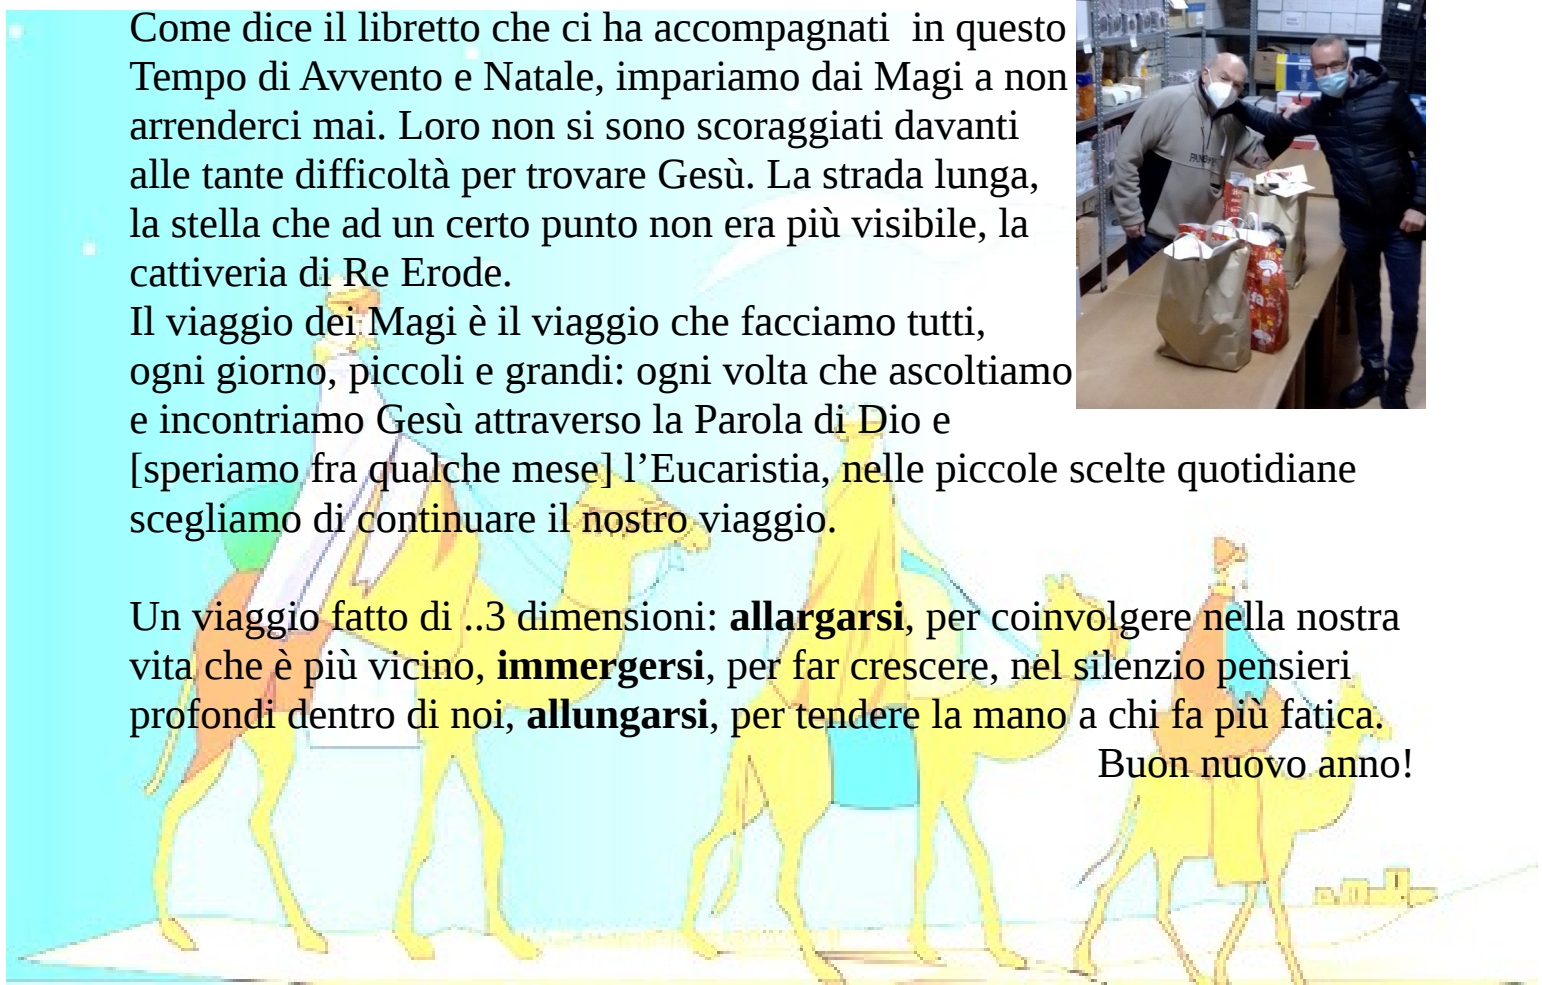 Come dice il libretto che ci ha accompagnati  in questo
Tempo di Avvento e Natale, impariamo dai Magi a non
arrenderci mai. Loro non si sono scoraggiati davanti
alle tante difficoltà per trovare Gesù. La strada lunga,
la stella che ad un certo punto non era più visibile, la
cattiveria di Re Erode.
Il viaggio dei Magi è il viaggio che facciamo tutti,
ogni giorno, piccoli e grandi: ogni volta che ascoltiamo
e incontriamo Gesù attraverso la Parola di Dio e
[speriamo fra qualche mese] l’Eucaristia, nelle piccole scelte quotidiane
scegliamo di continuare il nostro viaggio.
Un viaggio fatto di ..3 dimensioni: allargarsi, per coinvolgere nella nostra
vita che è più vicino, immergersi, per far crescere, nel silenzio pensieri
profondi dentro di noi, allungarsi, per tendere la mano a chi fa più fatica.
Buon nuovo anno!